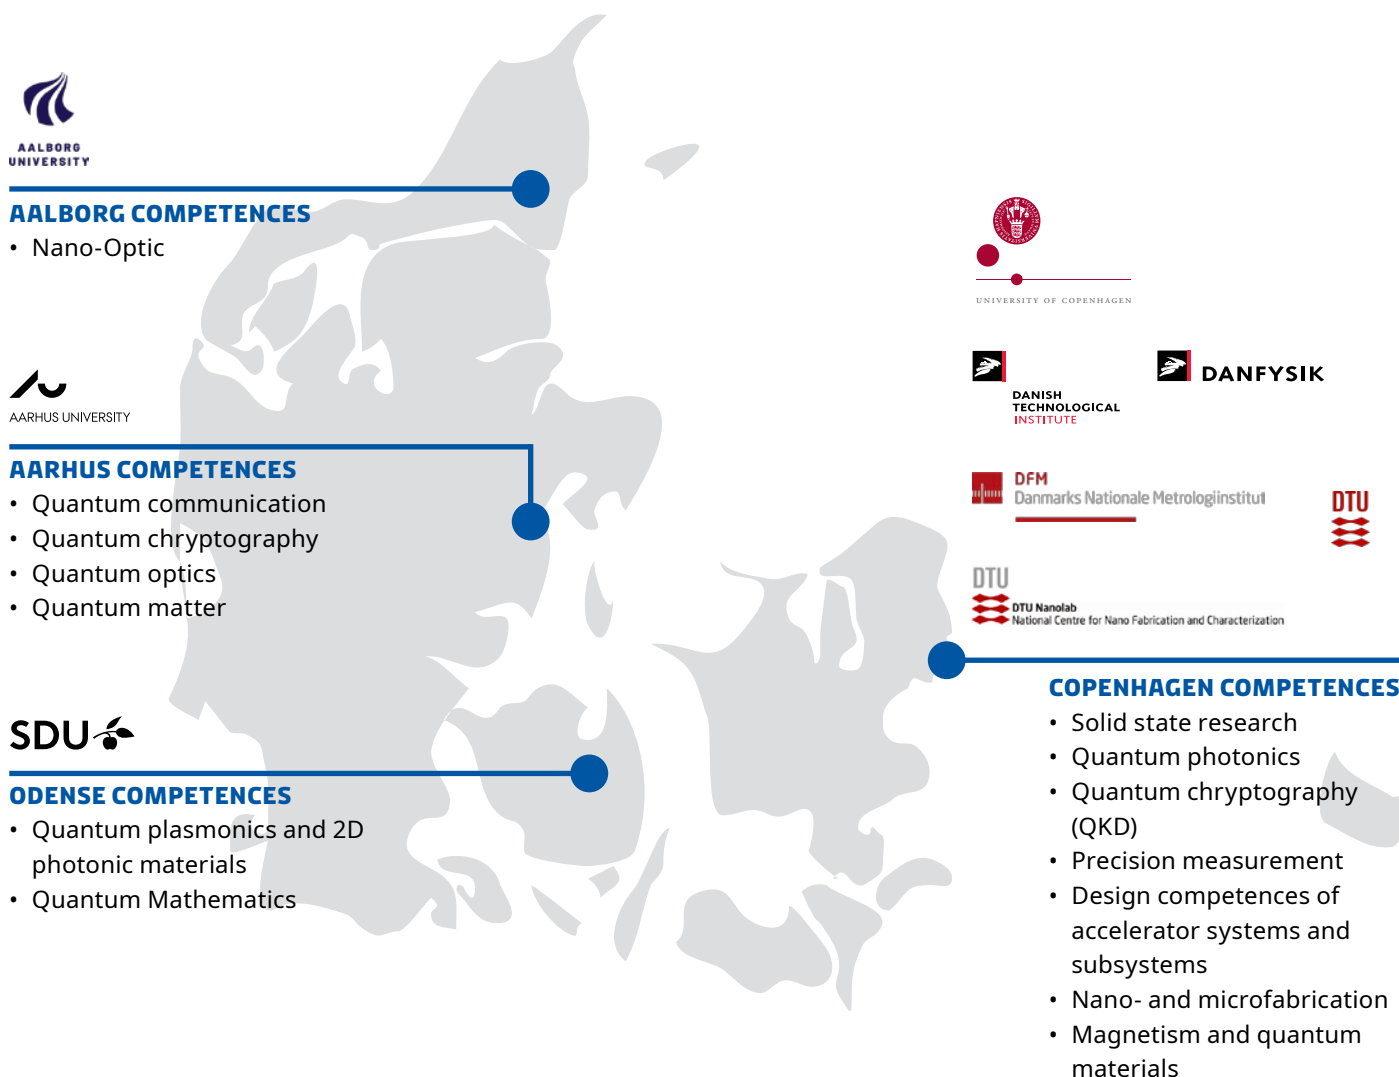 AALBORG
UNIVERSITY
AALBORG COMPETENCES
• Nano-Optic
AARHUS UNIVERSITY
AARHUS COMPETENCES
• Quantum communication
• Quantum chryptography
• Quantum optics
• Quantum matter
SDU
ODENSE COMPETENCES
• Quantum plasmonics and 2D
photonic materials
• Quantum Mathematics
UNIVERSITY OF COPENHAGEN
DANISH
TECHNOLOGICAL
INSTITUTE
DANFYSIK
DFM
Danmarks Nationale Metrologiinstitut
DTU
DTU
DTU Nanolab
National Centre for Nano Fabrication and Characterization
COPENHAGEN COMPETENCES
• Solid state research
• Quantum photonics
• Quantum chryptography
(QKD)
• Precision measurement
• Design competences of
accelerator systems and
subsystems
• Nano- and microfabrication
• Magnetism and quantum
materials